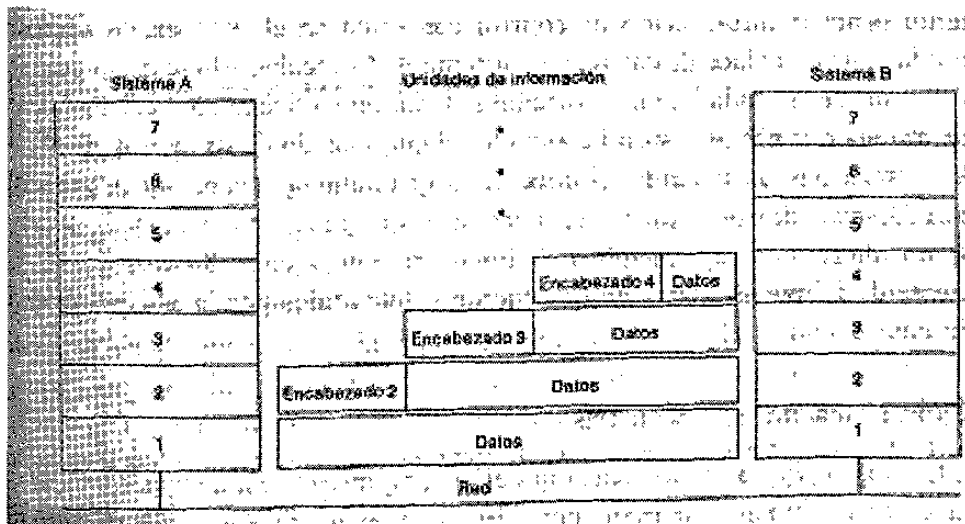 Sistema A
Unidades de información
Sistema B
7
7
6
6
5
5
Encabezado 4 Datos
4
4
Encabezado 3 Datos
3
3
Encabezado 2 Datos
2
2
Datos
1
1
Red